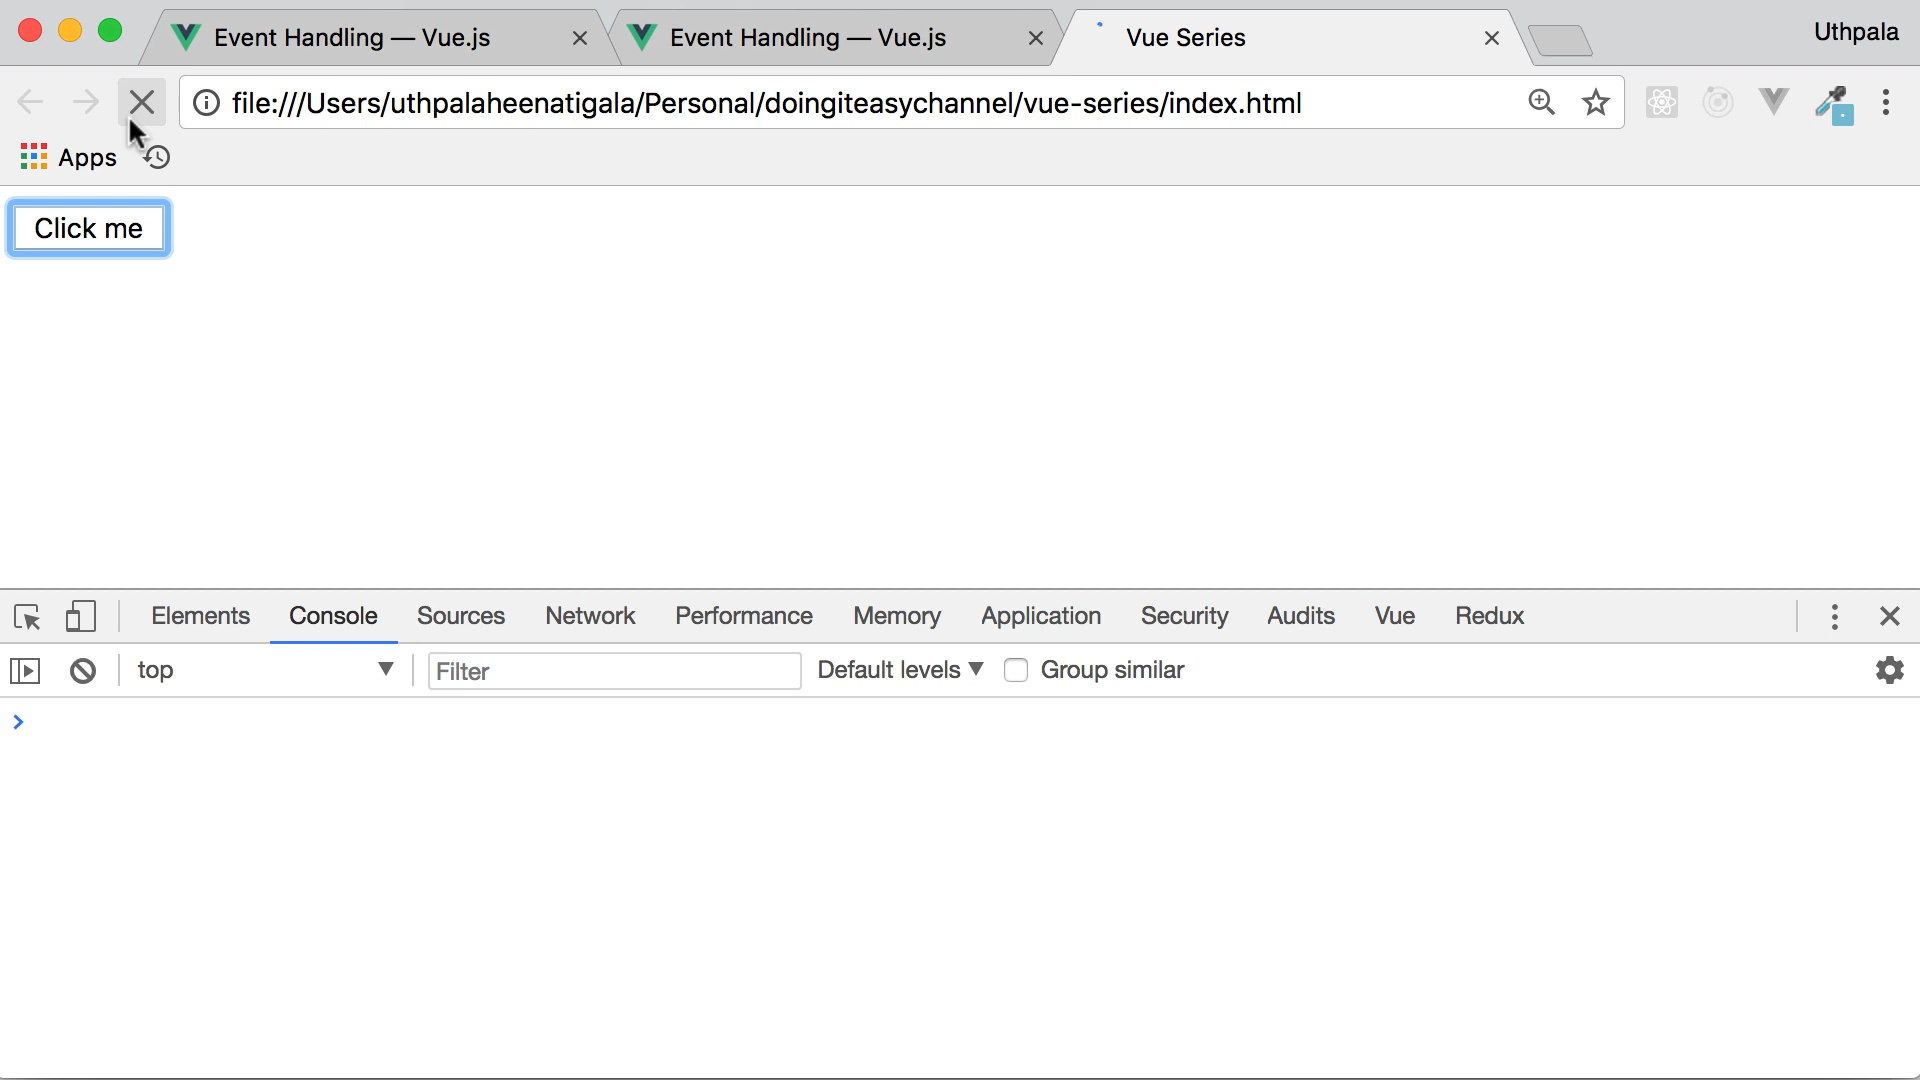 Event Handling — Vue.js
Event Handling — Vue.js
Vue Series
Uthpala
file:///Users/uthpalaheenatigala/Personal/doingiteasychannel/vue-series/index.html
Apps
Click me
Elements Console Sources Network Performance Memory Application Security Audits Vue Redux
top Filter Default levels Group similar